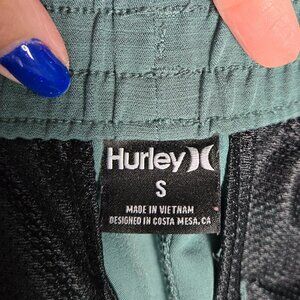 Hurley
S
MADE IN VIETNAM
DESIGNED IN COSTA MESA, CA